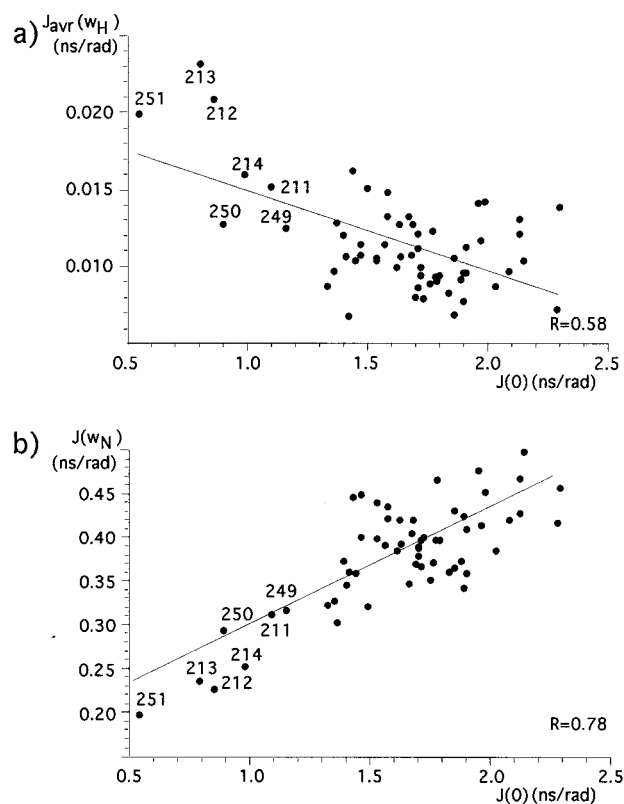 a) Javr(wH)
(ns/rad)
213
251
212
0.020
214
0.015
211
250
249
0.010
R=0.58
0.5 1.0 1.5 2.0 2.5
J(0)(ns/rad)
b) J(wN)
(ns/rad)
0.45
0.40
0.35
249
250
0.30
211
214
0.25
213
212
251
0.20
R=0.78
0.5 1.0 1.5 2.0 2.5
J(0)(ns/rad)